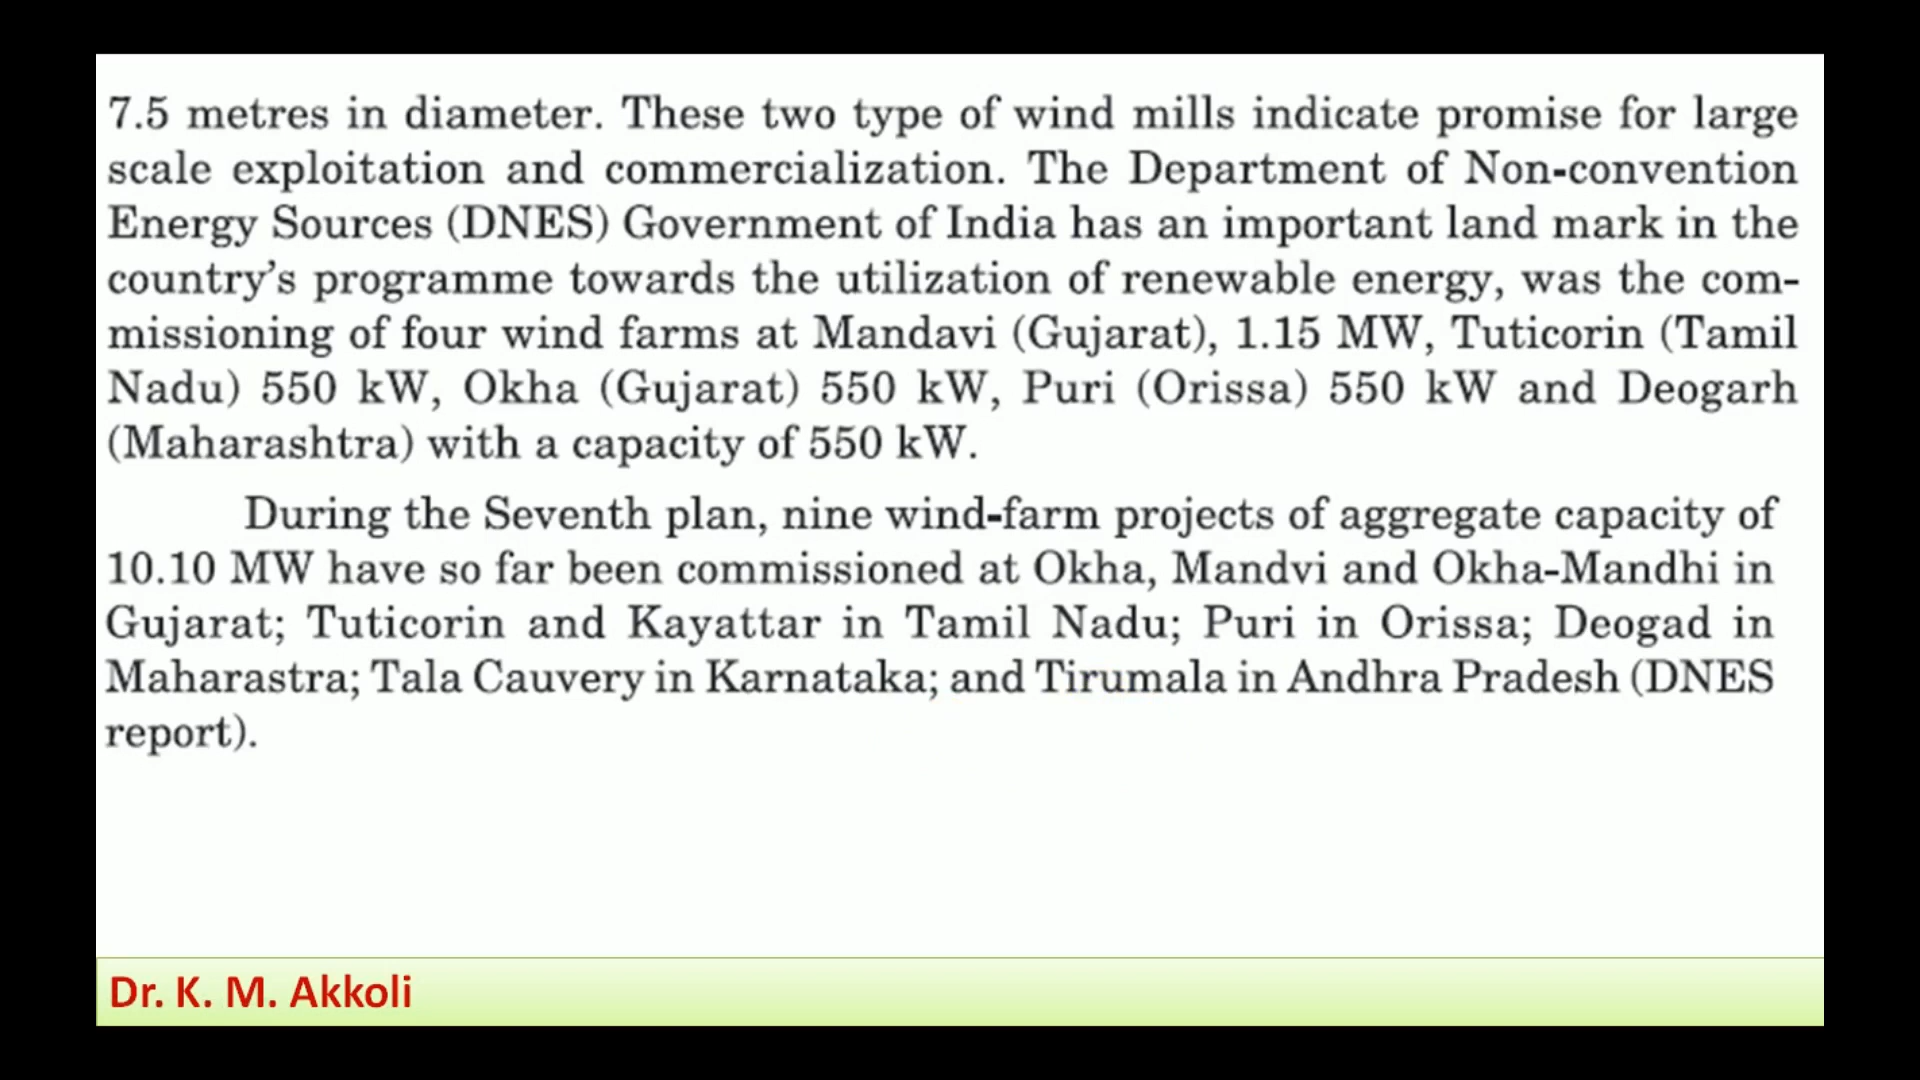 7.5 metres in diameter. These two type of wind mills indicate promise for large
scale exploitation and commercialization. The Department of Non-convention
Energy Sources (DNES) Government of India has an important land mark in the
country's programme towards the utilization of renewable energy, was the com-
missioning of four wind farms at Mandavi (Gujarat), 1.15 MW, Tuticorin (Tamil
Nadu) 550 kW, Okha (Gujarat) 550 kW, Puri (Orissa) 550 kW and Deogarh
(Maharashtra) with a capacity of 550 kW.
During the Seventh plan, nine wind-farm projects of aggregate capacity of
10.10 MW have so far been commissioned at Okha, Mandvi and Okha-Mandhi in
Gujarat; Tuticorin and Kayattar in Tamil Nadu; Puri in Orissa; Deogad in
Maharastra; Tala Cauvery in Karnataka; and Tirumala in Andhra Pradesh (DNES
report).
Dr. K. M. Akkoli